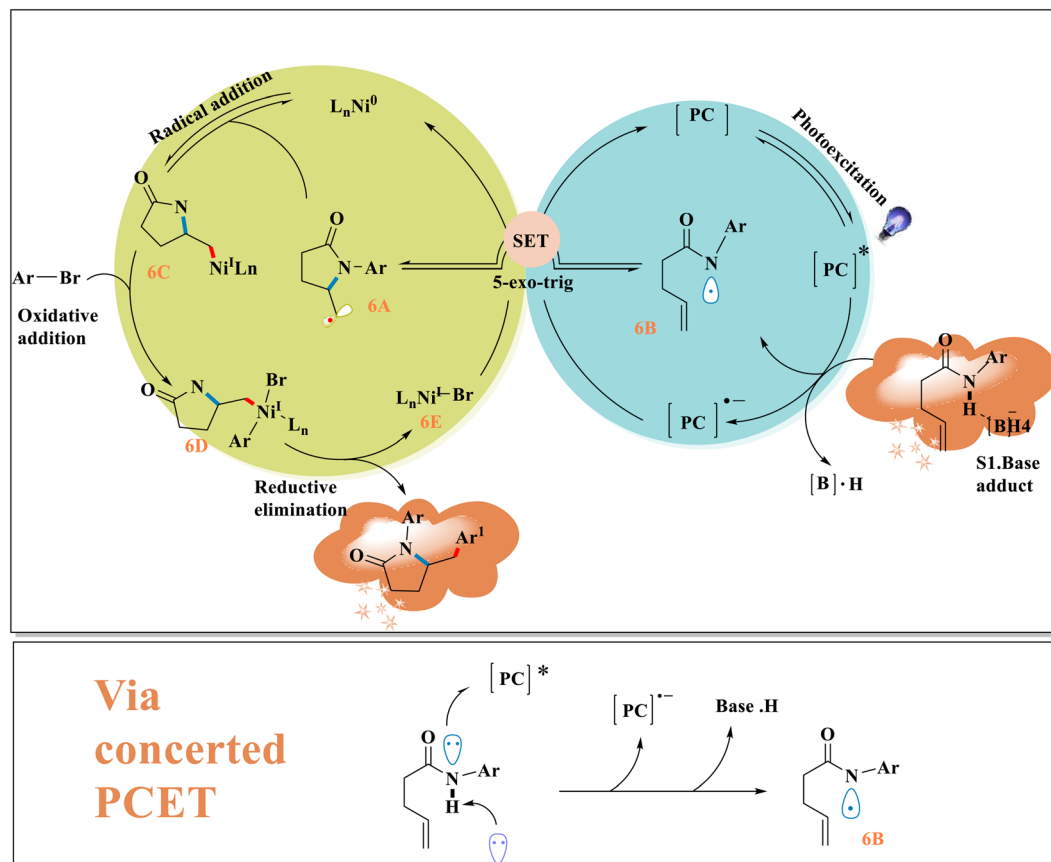 Radical addition
LnNi⁰
[PC]
Photoexcitation
O
N
NiᴵLn
6C
O
N–Ar
6A
SET
5-exo-trig
O
Ar
N
6B
[PC]*
Ar—Br
Oxidative
addition
O
N
Br
Niᴵ
Ln
Ar
6D
LnNiᴵ–Br
6E
[PC]•−
O
Ar
N
H
[B]H4
−
S1.Base
adduct
[B]·H
Reductive
elimination
Ar
Ar¹
N
O
Via
concerted
PCET
[PC]*
O
N
Ar
H
[PC]•−
Base .H
O
N
Ar
6B